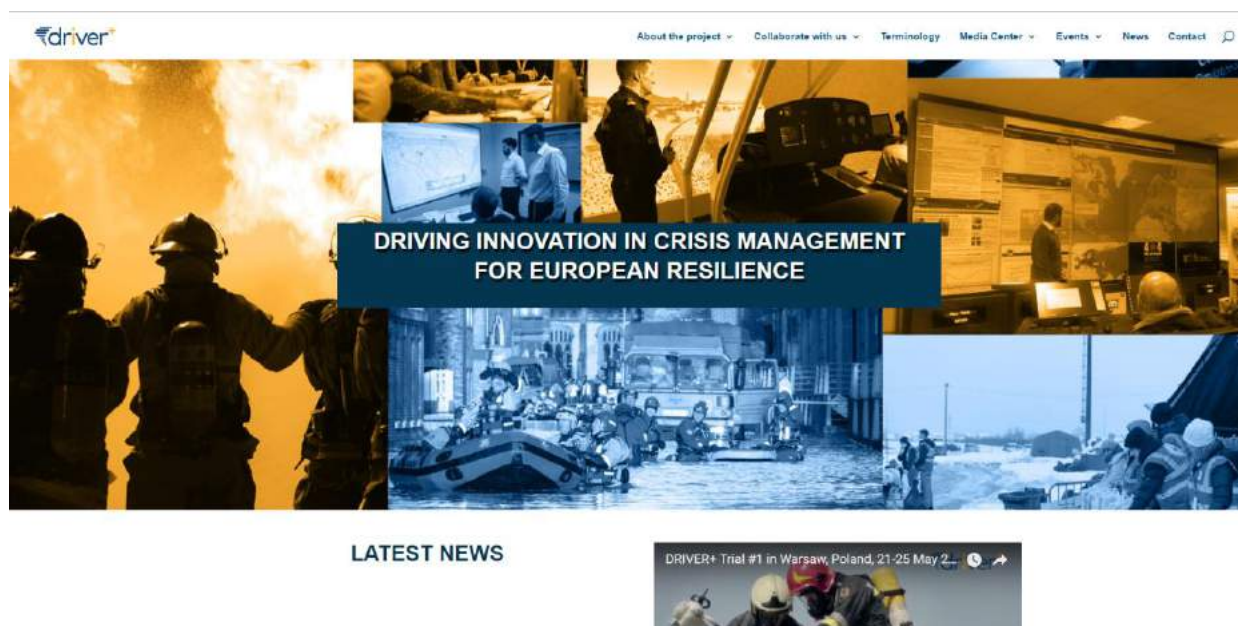 driver+
About the project
Collaborate with us
Terminology
Media Center
Events
News
Contact
DRIVING INNOVATION IN CRISIS MANAGEMENT
FOR EUROPEAN RESILIENCE
LATEST NEWS
DRIVER+ Trial #1 in Warsaw, Poland, 21-25 May 2...